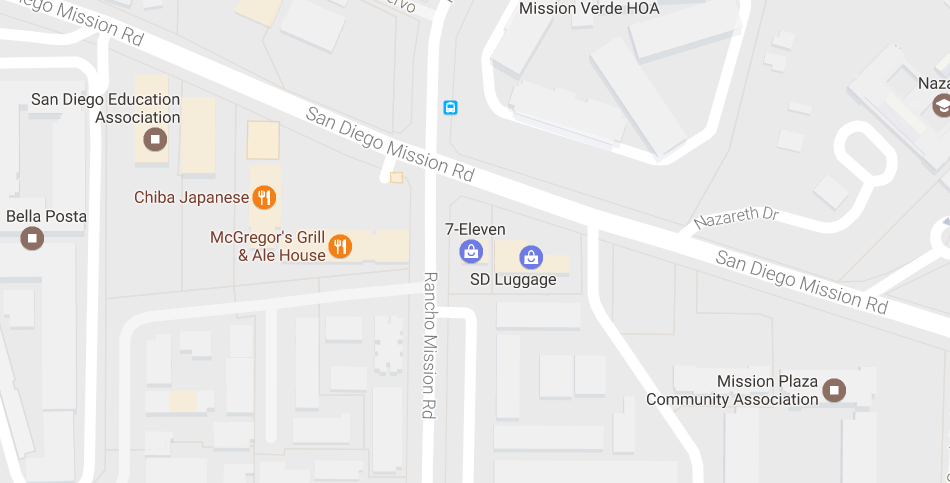 ervo
Mission Verde HOA
iego Mission Rd
San Diego Education
Association
Naza
San Diego Mission Rd
Chiba Japanese
Bella Posta
McGregor's Grill
& Ale House
7-Eleven
SD Luggage
Nazareth Dr
San Diego Mission Rd
Rancho Mission Rd
Mission Plaza
Community Association